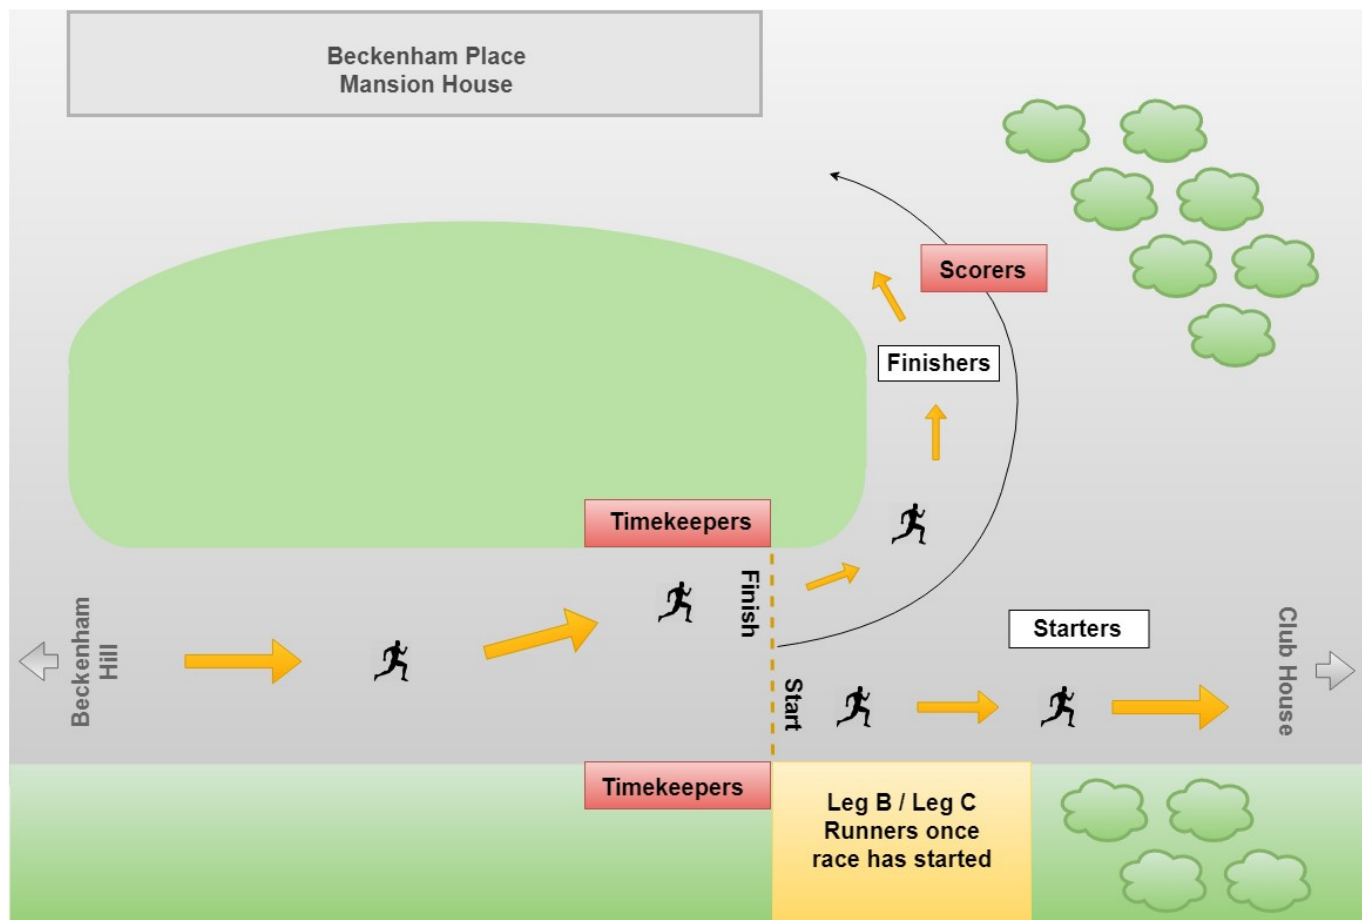 Beckenham Place
Mansion House
Scorers
Finishers
Timekeepers
Finish
Starters
Beckenham
Hill
Start
Club House
Timekeepers
Leg B / Leg C
Runners once
race has started